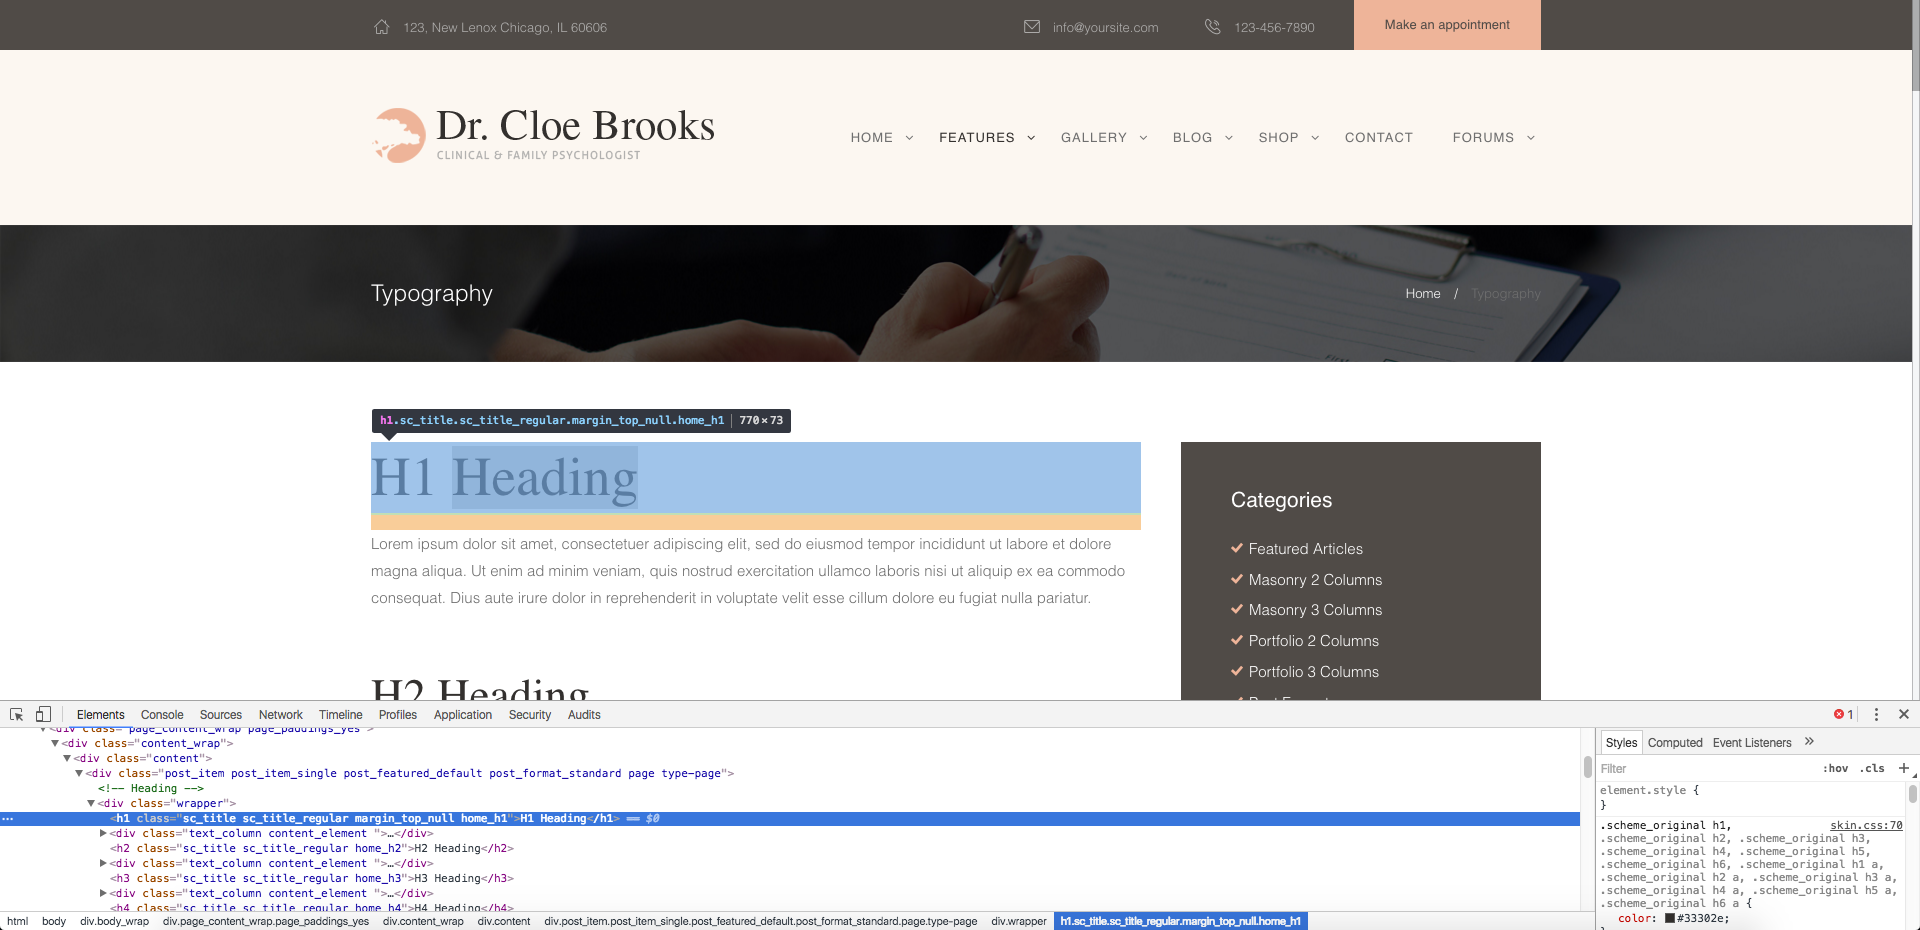 123, New Lenox Chicago, IL 60606
info@yoursite.com
123-456-7890
Make an appointment
Dr. Cloe Brooks
CLINICAL & FAMILY PSYCHOLOGIST
HOME
FEATURES
GALLERY
BLOG
SHOP
CONTACT
FORUMS
Typography
Home / Typography
h1.sc_title.sc_title_regular.margin_top_null.home_h1 770×73
H1 Heading
Lorem ipsum dolor sit amet, consectetuer adipiscing elit, sed do eiusmod tempor incididunt ut labore et dolore
magna aliqua. Ut enim ad minim veniam, quis nostrud exercitation ullamco laboris nisi ut aliquip ex ea commodo
consequat. Dius aute irure dolor in reprehenderit in voluptate velit esse cillum dolore eu fugiat nulla pariatur.
H2 Heading
Categories
Featured Articles
Masonry 2 Columns
Masonry 3 Columns
Portfolio 2 Columns
Portfolio 3 Columns
Elements Console Sources Network Timeline Profiles Application Security Audits
1
<div class="page_content_wrap page_paddings_yes">
<div class="content_wrap">
<div class="content">
<div class="post_item post_item_single post_featured_default post_format_standard page type-page">
<!-- Heading -->
<div class="wrapper">
<h1 class="sc_title sc_title_regular margin_top_null home_h1">H1 Heading</h1> == $0
<div class="text_column content_element ">…</div>
<h2 class="sc_title sc_title_regular home_h2">H2 Heading</h2>
<div class="text_column content_element ">…</div>
<h3 class="sc_title sc_title_regular home_h3">H3 Heading</h3>
<div class="text_column content_element ">…</div>
<h4 class="sc_title sc_title_regular home_h4">H4 Heading</h4>
html body div.body_wrap div.page_content_wrap.page_paddings_yes div.content_wrap div.content div.post_item.post_item_single.post_featured_default.post_format_standard.page.type-page div.wrapper h1.sc_title.sc_title_regular.margin_top_null.home_h1
Styles Computed Event Listeners »
Filter :hov .cls +
element.style {
}
.scheme_original h1, skin.css:70
.scheme_original h2, .scheme_original h3,
.scheme_original h4, .scheme_original h5,
.scheme_original h6, .scheme_original h1 a,
.scheme_original h2 a, .scheme_original h3 a,
.scheme_original h4 a, .scheme_original h5 a,
.scheme_original h6 a {
color: #33302e;